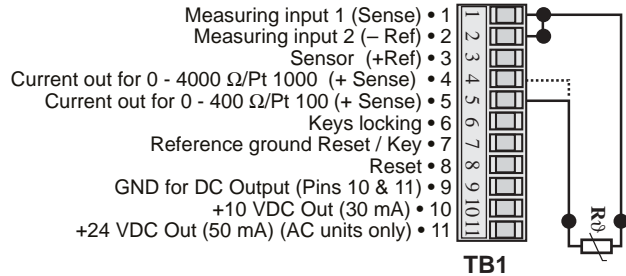 Measuring input 1 (Sense) • 1
Measuring input 2 (– Ref) • 2
Sensor (+Ref) • 3
Current out for 0 - 4000 Ω/Pt 1000 (+ Sense) • 4
Current out for 0 - 400 Ω/Pt 100 (+ Sense) • 5
Keys locking • 6
Reference ground Reset / Key • 7
Reset • 8
GND for DC Output (Pins 10 & 11) • 9
+10 VDC Out (30 mA) • 10
+24 VDC Out (50 mA) (AC units only) • 11
1
2
3
4
5
6
7
8
9
10
11
Rϑ
TB1